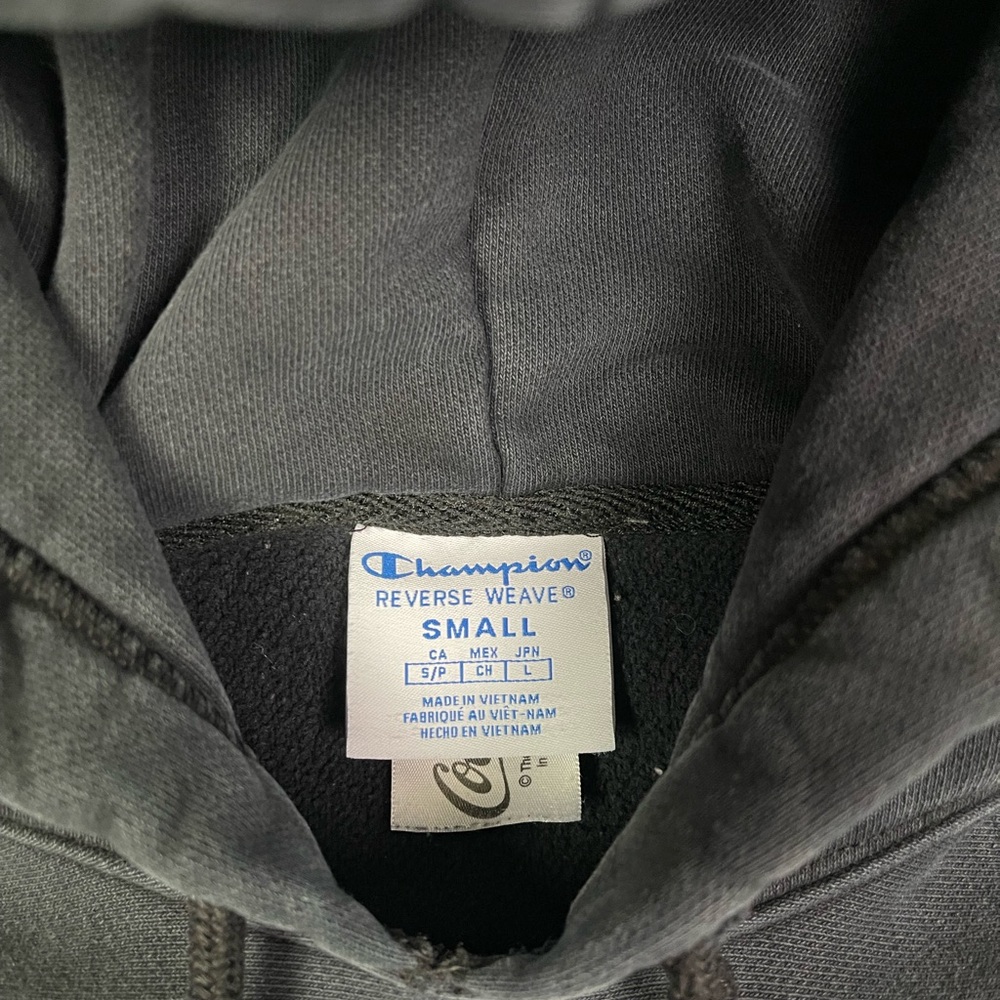 Champion®
REVERSE WEAVE®
SMALL
CA MEX JPN
S/P CH L
MADE IN VIETNAM
FABRIQUÉ AU VIÊT-NAM
HECHO EN VIETNAM